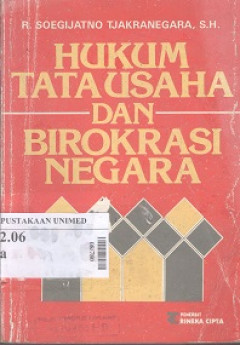 R. SOEGIJATNO TJAKRANEGARA, S.H.
HUKUM
TATA USAHA
DAN
BIROKRASI
NEGARA
PUSTAKAAN UNIMED
2.06
a
PENERBIT
RINEKA CIPTA